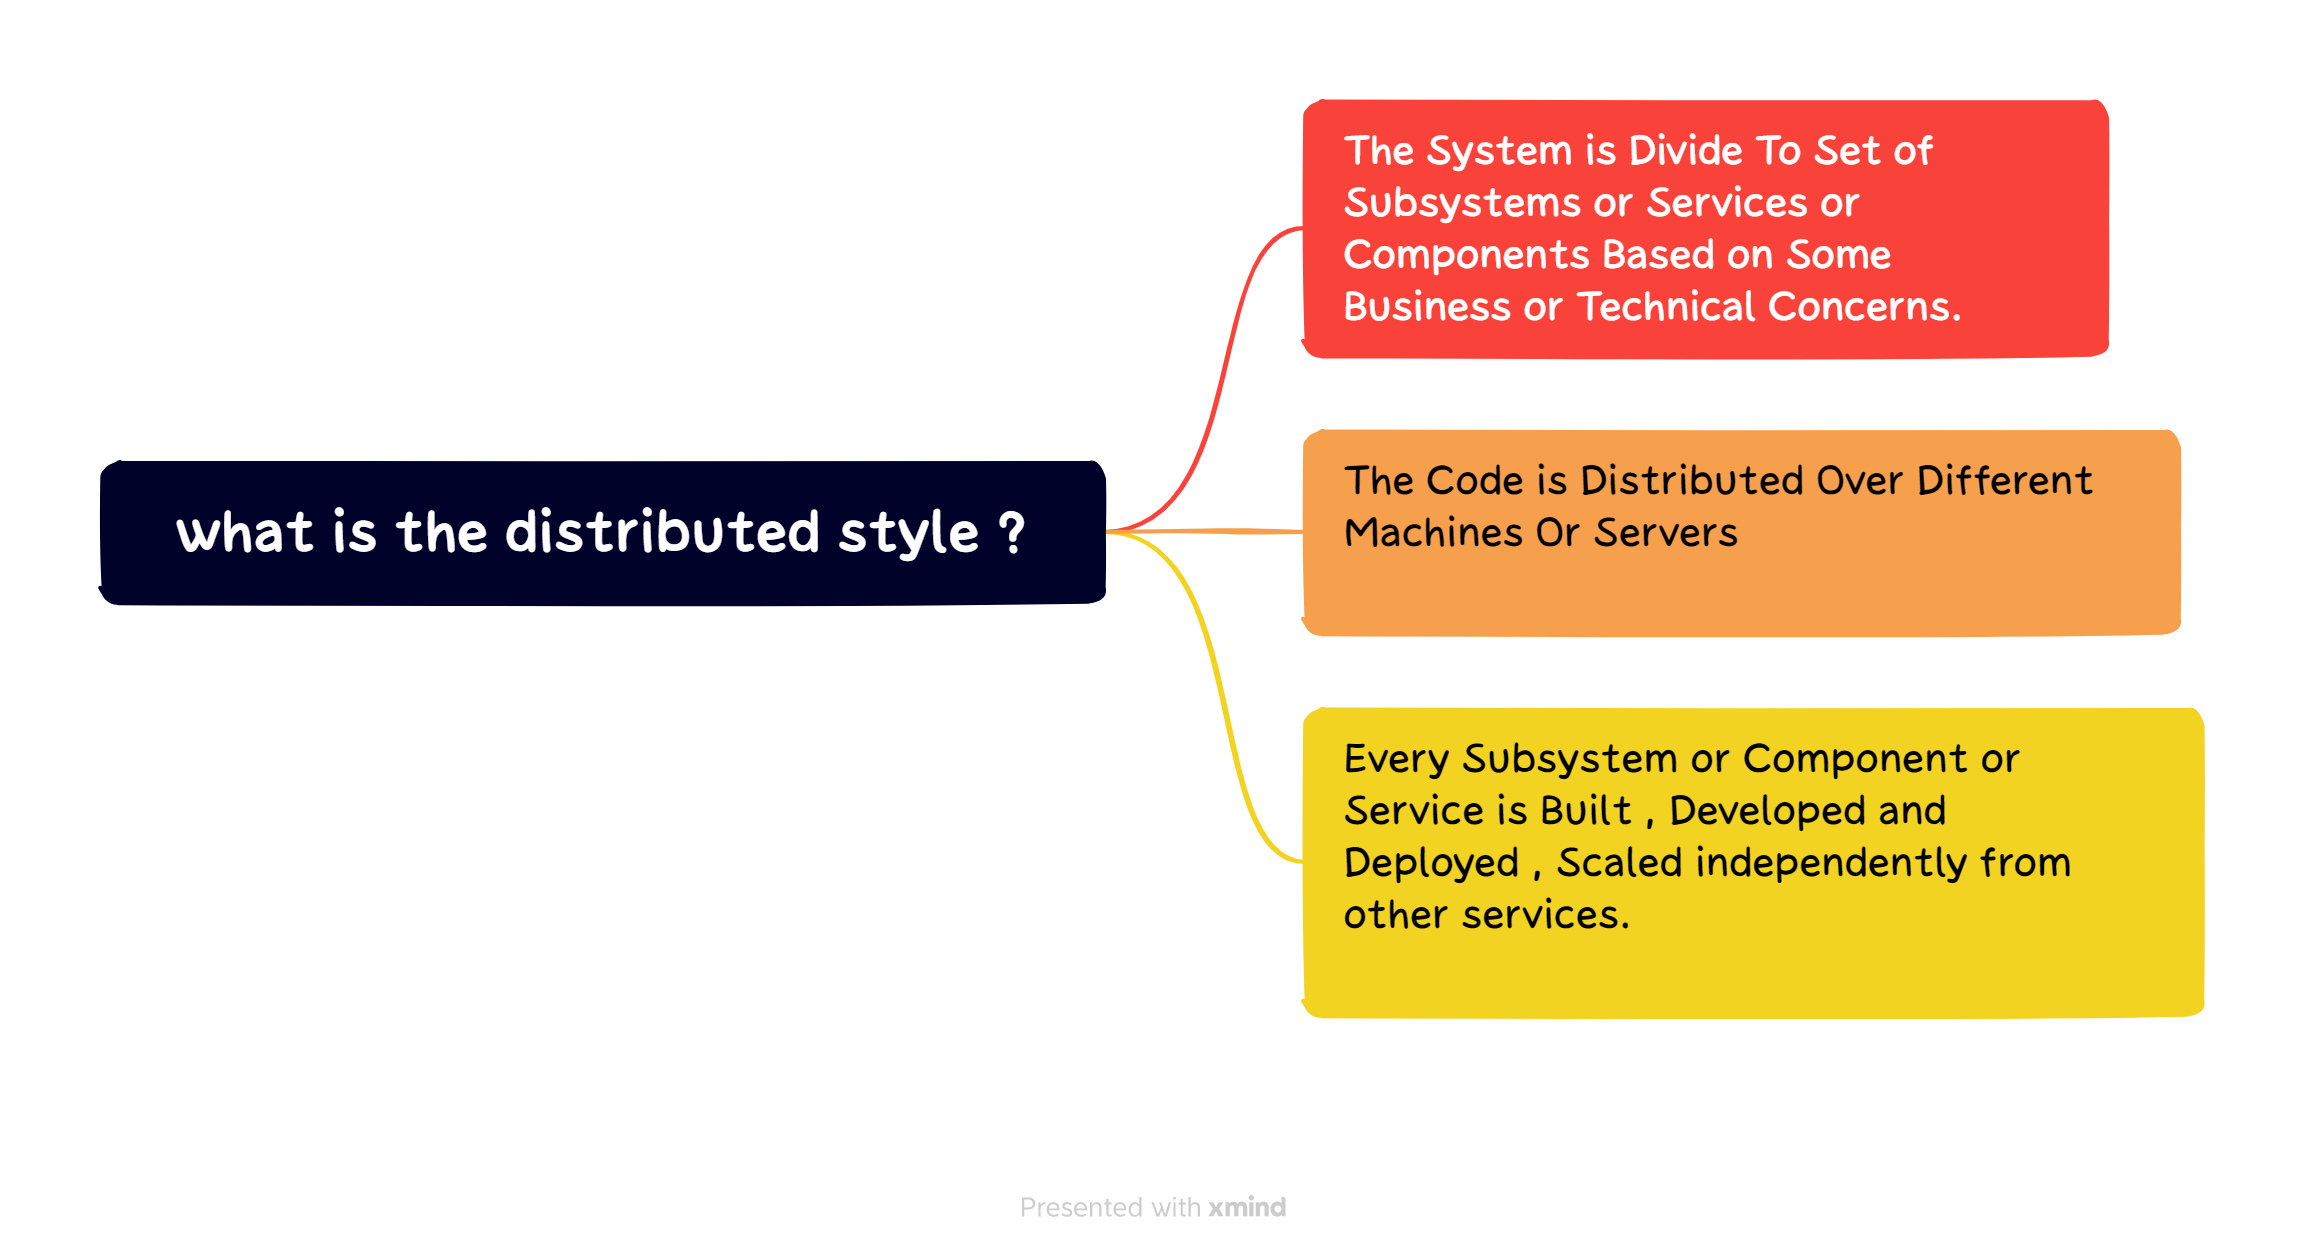 what is the distributed style ?
The System is Divide To Set of
Subsystems or Services or
Components Based on Some
Business or Technical Concerns.
The Code is Distributed Over Different
Machines Or Servers
Every Subsystem or Component or
Service is Built , Developed and
Deployed , Scaled independently from
other services.
Presented with xmind